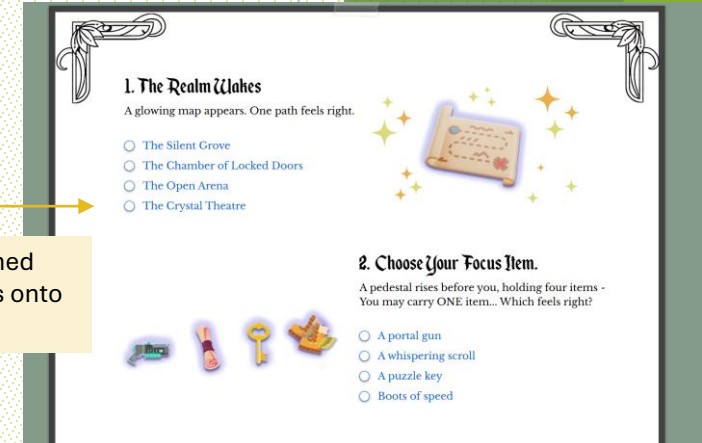 1. The Realm Wakes
A glowing map appears. One path feels right.
The Silent Grove
The Chamber of Locked Doors
The Open Arena
The Crystal Theatre
s onto
2. Choose Your Focus Item.
A pedestal rises before you, holding four items -
You may carry ONE item... Which feels right?
A portal gun
A whispering scroll
A puzzle key
Boots of speed